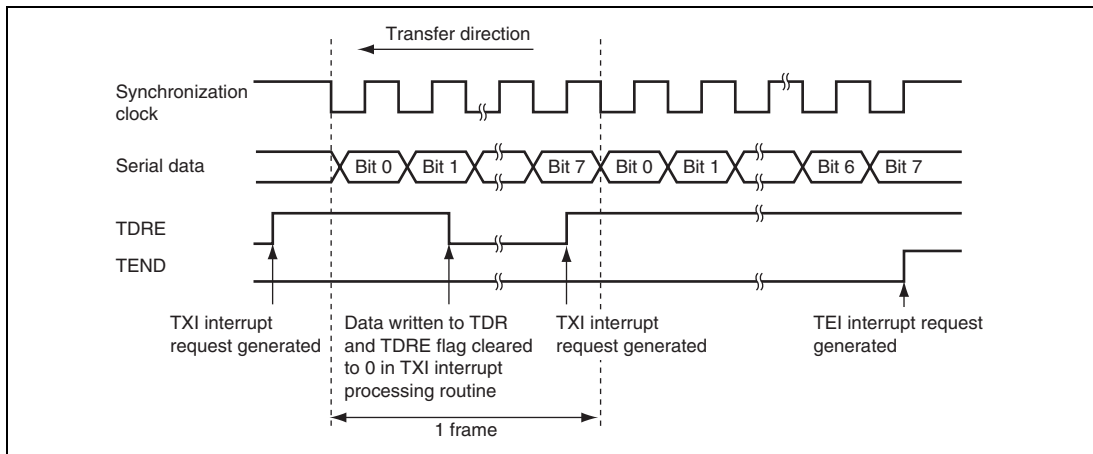 Transfer direction
Synchronization
clock
Serial data
Bit 0
Bit 1
Bit 7
Bit 0
Bit 1
Bit 6
Bit 7
TDRE
TEND
TXI interrupt
request generated
Data written to TDR
and TDRE flag cleared
to 0 in TXI interrupt
processing routine
TXI interrupt
request generated
TEI interrupt request
generated
1 frame